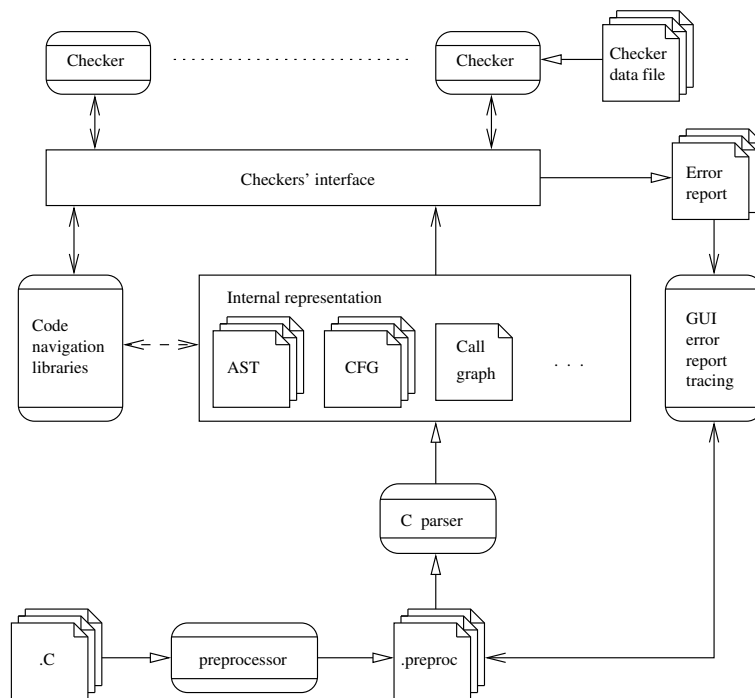 Checker
Checker
Checker
data file
Checkers' interface
Error
report
Internal representation
Code
navigation
libraries
AST
CFG
Call
graph
. . .
GUI
error
report
tracing
C parser
.C
preprocessor
.preproc